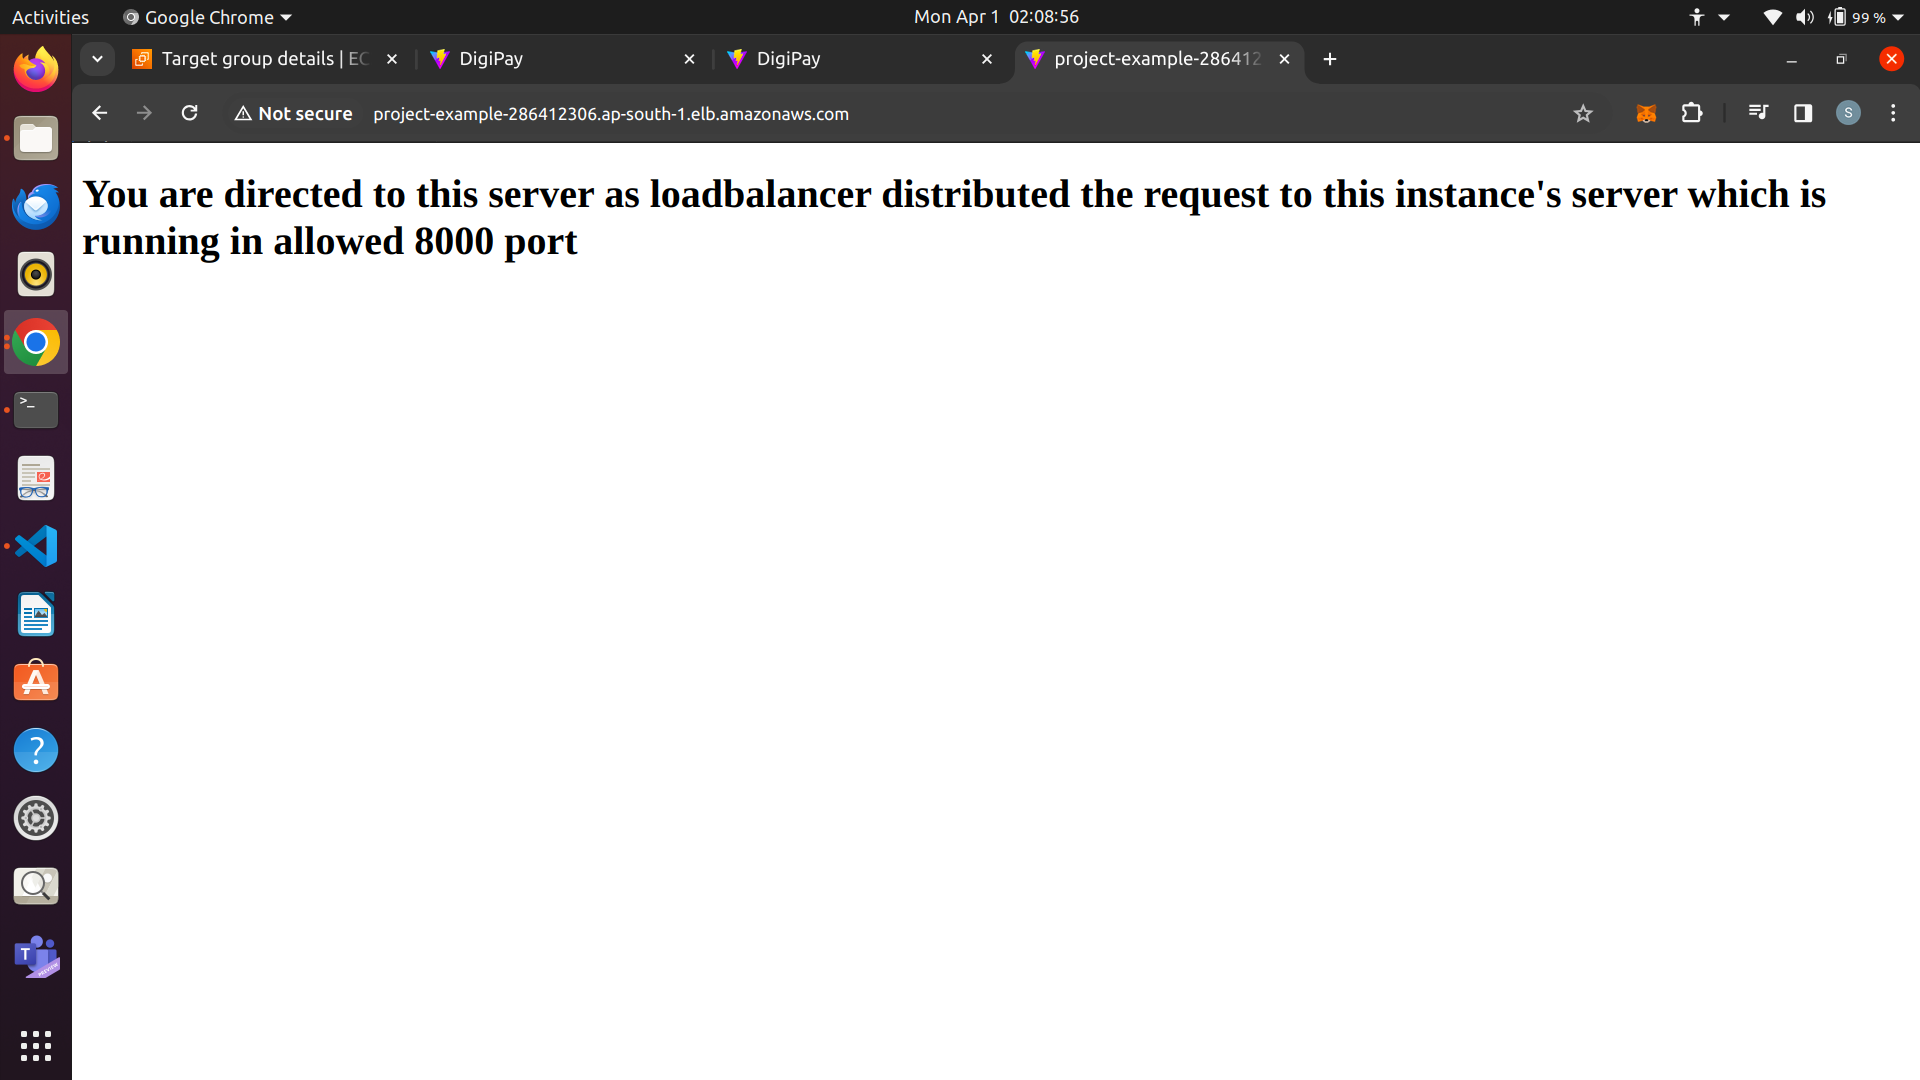 Activities Google Chrome Mon Apr 1 02:08:56 99 %
Target group details | EC DigiPay DigiPay project-example-286412
Not secure project-example-286412306.ap-south-1.elb.amazonaws.com S
You are directed to this server as loadbalancer distributed the request to this instance's server which is
running in allowed 8000 port
>_
?
T
PREVIEW